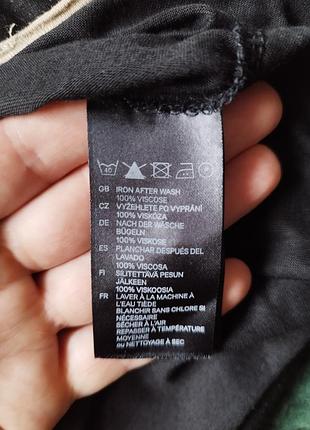 40
GB IRON AFTER WASH
100% VISCOSE
CZ VYŽEHLETE PO VYPRÁNÍ
100% VISKÓZA
DE NACH DER WÄSCHE
BÜGELN
100% VISKOSE
ES PLANCHAR DESPUÉS DEL
LAVADO
100% VISCOSA
FI SILITETTÄVÄ PESUN
JÄLKEEN
100% VISKOOSIA
FR LAVER À LA MACHINE À
L'EAU TIÈDE
BLANCHIR SANS CHLORE SI
NÉCESSAIRE
SÉCHER À L'AIR
REPASSER À TEMPÉRATURE
MOYENNE
OU NETTOYAGE À SEC